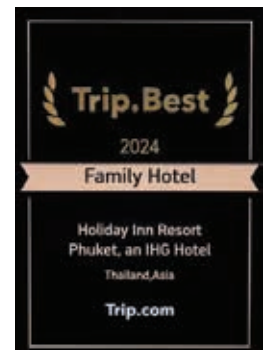 Trip.Best
2024
Family Hotel
Holiday Inn Resort
Phuket, an IHG Hotel
Thailand,Asia
Trip.com